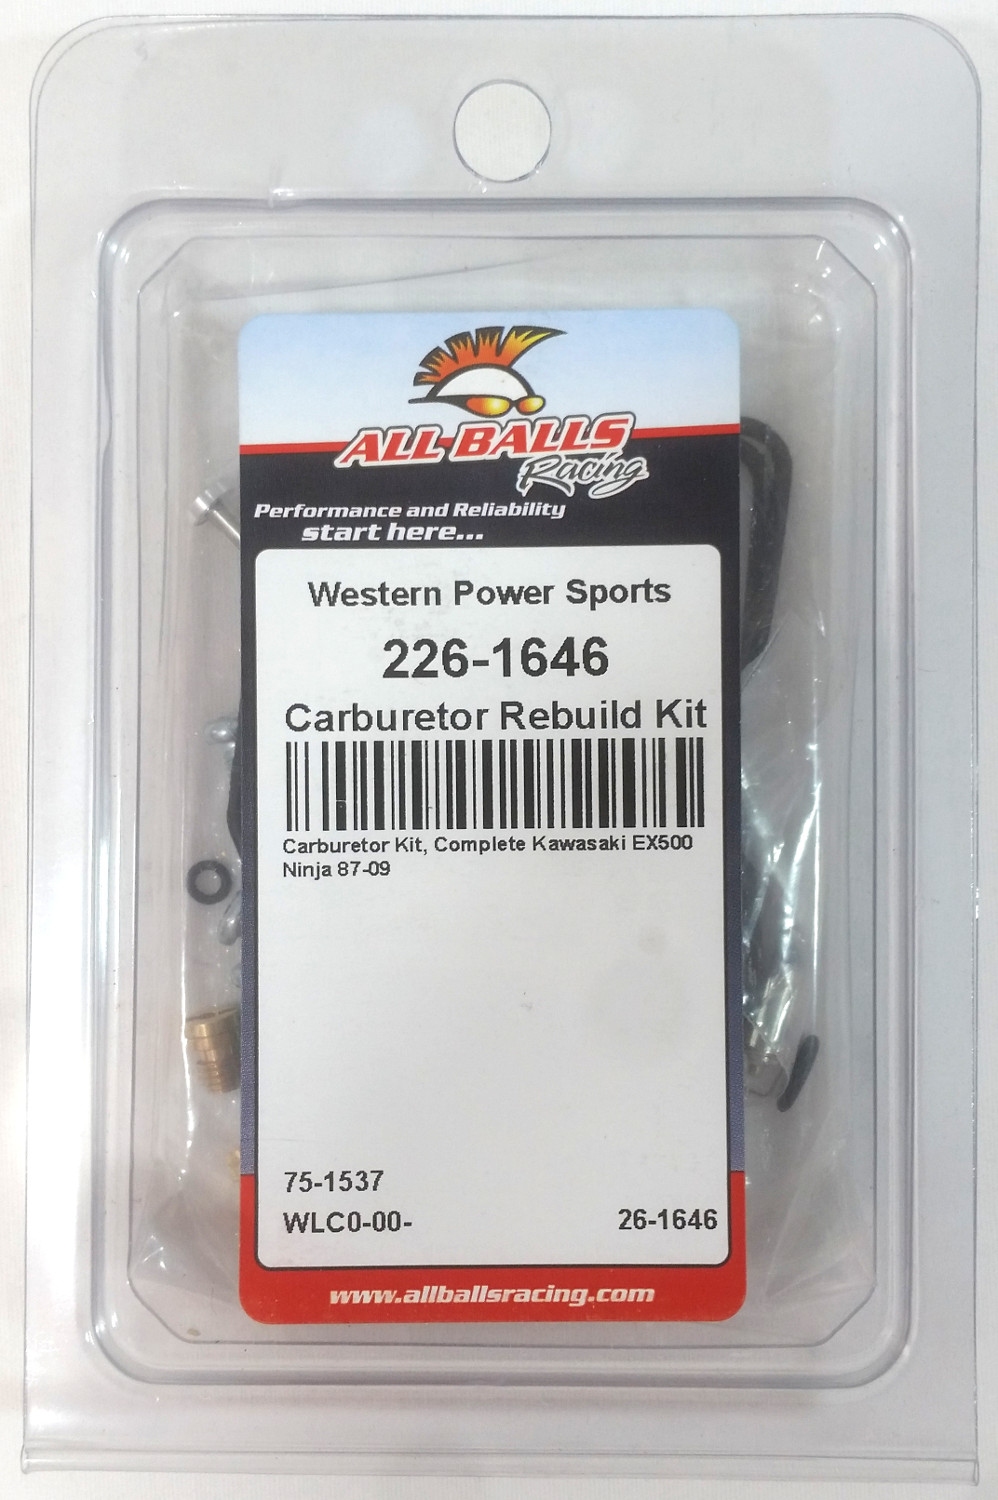 ALL BALLS
Racing
Performance and Reliability
start here...
Western Power Sports
226-1646
Carburetor Rebuild Kit
Carburetor Kit, Complete Kawasaki EX500
Ninja 87-09
75-1537
WLC0-00- 26-1646
www.allballsracing.com